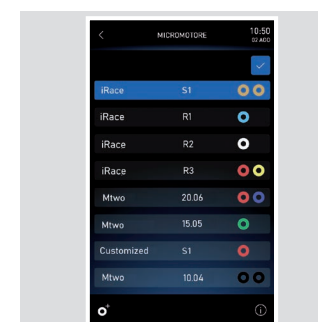 MICROMOTORE 10:50
02 AGO
iRace S1
iRace R1
iRace R2
iRace R3
Mtwo 20.06
Mtwo 15.05
Customized S1
Mtwo 10.04